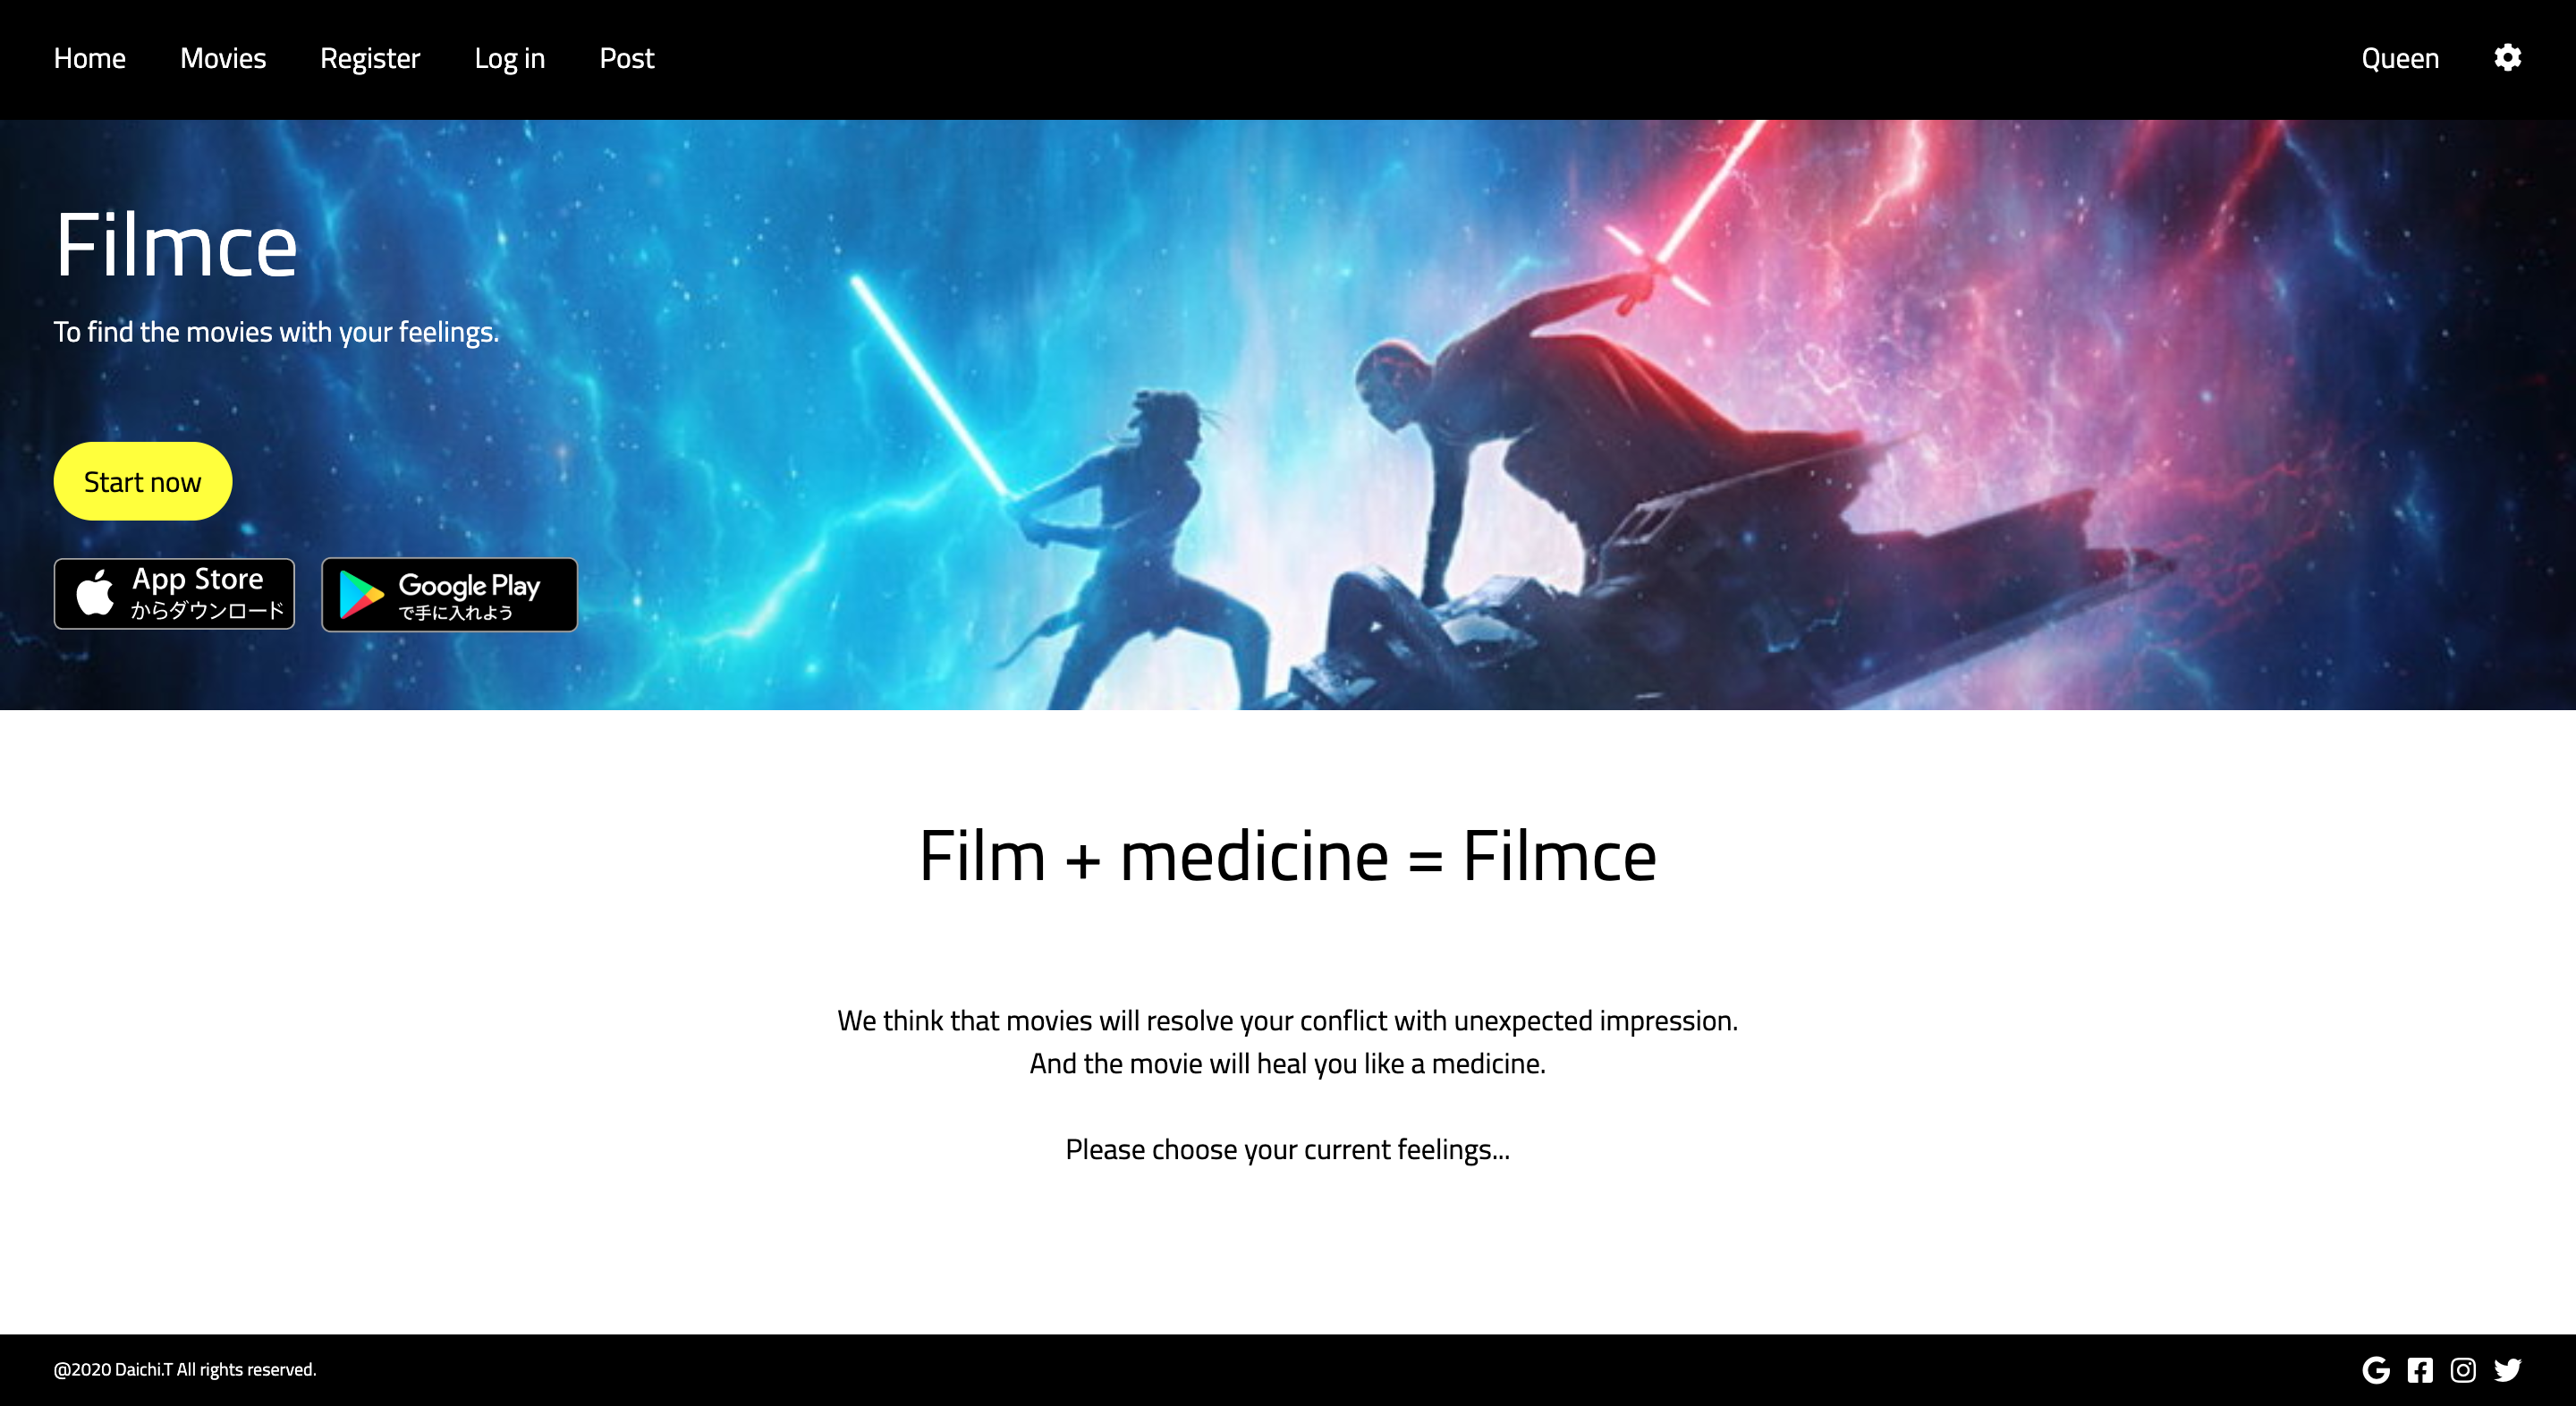 Home Movies Register Log in Post Queen
Filmce
To find the movies with your feelings.
Start now
App Store
からダウンロード
Google Play
で手に入れよう
Film + medicine = Filmce
We think that movies will resolve your conflict with unexpected impression.
And the movie will heal you like a medicine.
Please choose your current feelings...
@2020 Daichi.T All rights reserved.